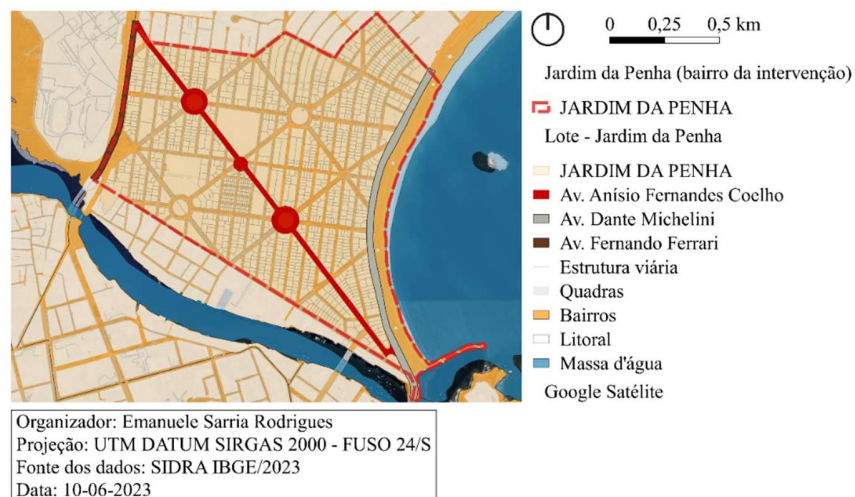 0 0,25 0,5 km
Jardim da Penha (bairro da intervenção)
JARDIM DA PENHA
Lote - Jardim da Penha
JARDIM DA PENHA
Av. Anísio Fernandes Coelho
Av. Dante Michelini
Av. Fernando Ferrari
Estrutura viária
Quadras
Bairros
Litoral
Massa d'água
Google Satélite
Organizador: Emanuele Sarria Rodrigues
Projeção: UTM DATUM SIRGAS 2000 - FUSO 24/S
Fonte dos dados: SIDRA IBGE/2023
Data: 10-06-2023